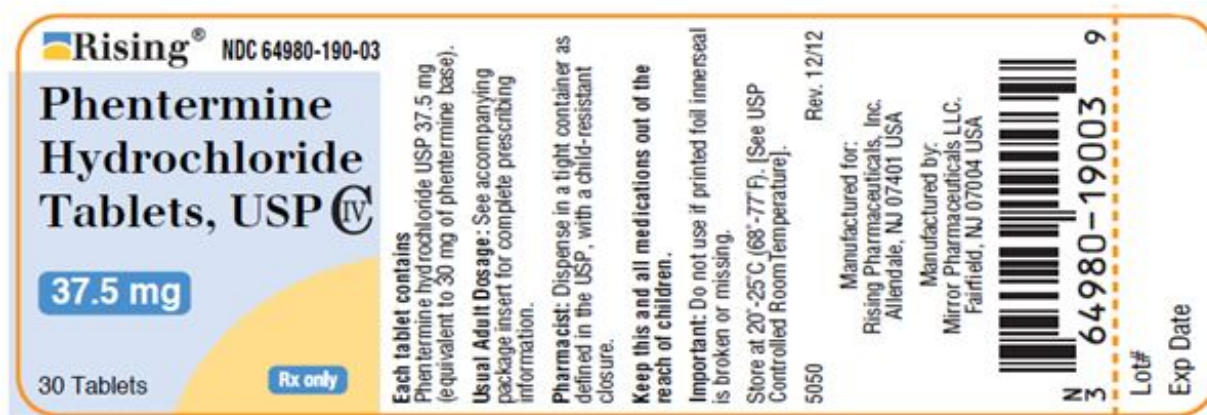 Rising® NDC 64980-190-03
Phentermine
Hydrochloride
Tablets, USP CIV
37.5 mg
30 Tablets
Rx only
Each tablet contains
Phentermine hydrochloride USP 37.5 mg
(equivalent to 30 mg of phentermine base).
Usual Adult Dosage: See accompanying
package insert for complete prescribing
information.
Pharmacist: Dispense in a tight container as
defined in the USP, with a child-resistant
closure.
Keep this and all medications out of the
reach of children.
Important: Do not use if printed foil innerseal
is broken or missing.
Store at 20°-25°C (68°-77°F). [See USP
Controlled RoomTemperature].
5050 Rev. 12/12
Manufactured for:
Rising Pharmaceuticals, Inc.
Allendale, NJ 07401 USA
Manufactured by:
Mirror Pharmaceuticals LLC.
Fairfield, NJ 07004 USA
N
3 64980-19003 9
Lot#
Exp Date